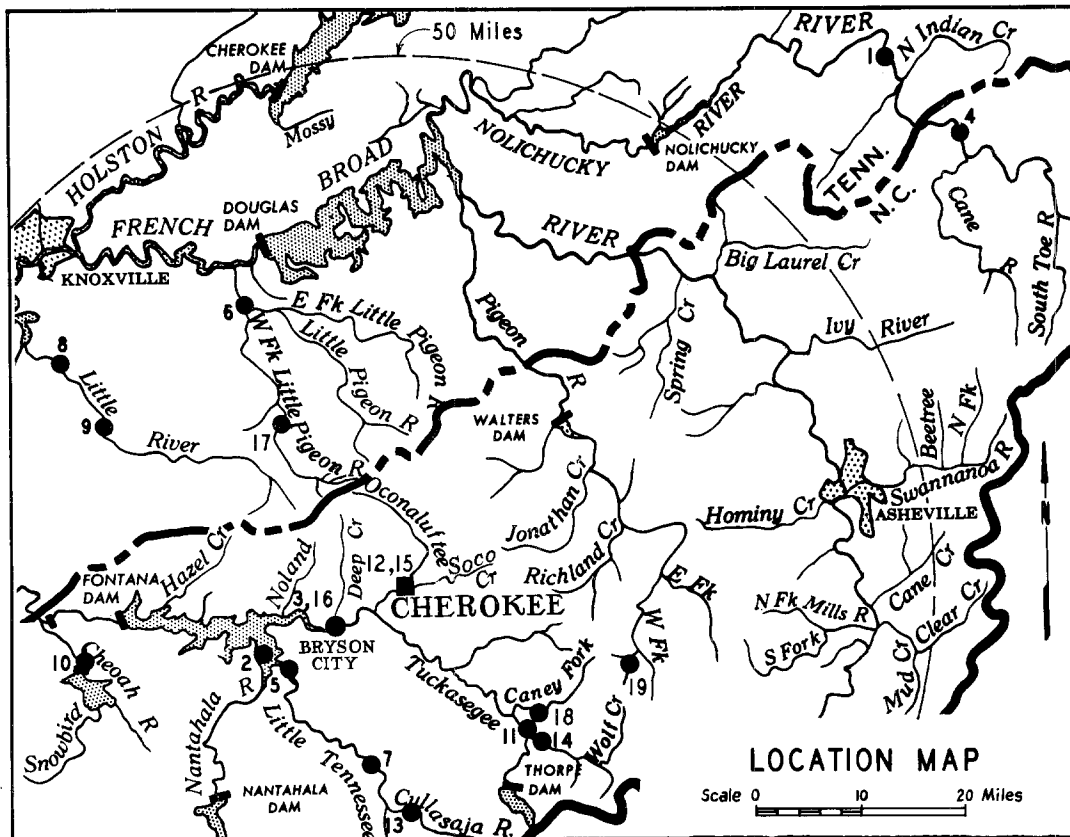 50 Miles
RIVER
N Indian Cr
1
CHEROKEE
DAM
HOLSTON R
Mossy
4
NOLICHUCKY
RIVER
NOLICHUCKY
DAM
TENN.
N.C.
BROAD
FRENCH
DOUGLAS
DAM
RIVER
Cane
R
South Toe R
KNOXVILLE
Big Laurel Cr
6
E Fk Little Pigeon R
W Fk Little Pigeon R
Little
Pigeon R
Pigeon
R
Spring Cr
Ivy River
8
Little
9
River
17
WALTERS
DAM
Beetree
N Fk
Swannanoa R
ASHEVILLE
Hominy Cr
Oconaluftee
Jonathan Cr
Hazel Cr
Noland
Deep Cr
12,15
Soco
Cr
CHEROKEE
Richland Cr
E Fk
W Fk
FONTANA
DAM
3,16
BRYSON
CITY
N Fk Mills R
Cane Cr
Clear Cr
S Fork
Mud Cr
10
Cheoah
R
2
5
Tuckasegee
Caney Fork
18
19
11
14
Wolf Cr
Snowbird
Nantahala
R
Little
Tennessee
7
THORPE
DAM
NANTAHALA
DAM
13
Cullasaja R.
N
LOCATION MAP
Scale 0 10 20 Miles